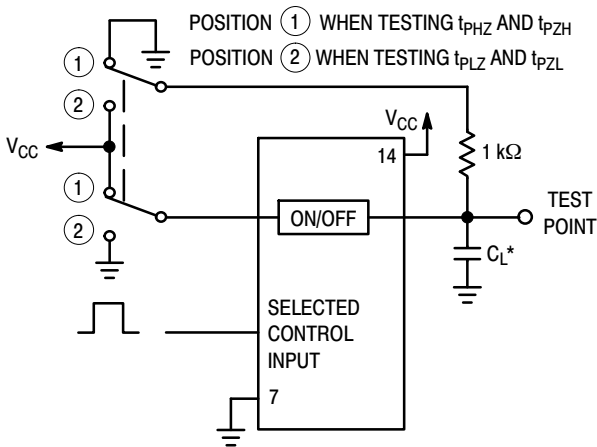 POSITION 1 WHEN TESTING tPHZ AND tPZH
POSITION 2 WHEN TESTING tPLZ AND tPZL
1
2
VCC
1
2
VCC
14
1 kΩ
ON/OFF
TEST
POINT
CL*
SELECTED
CONTROL
INPUT
7